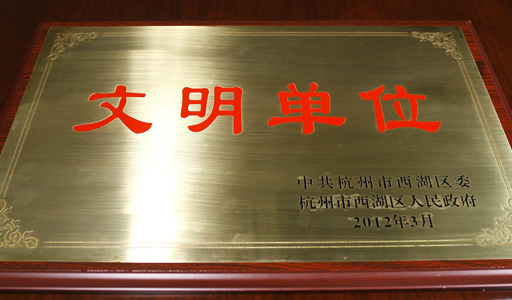 文明单位
中共杭州市西湖区委
杭州市西湖区人民政府
2012年3月